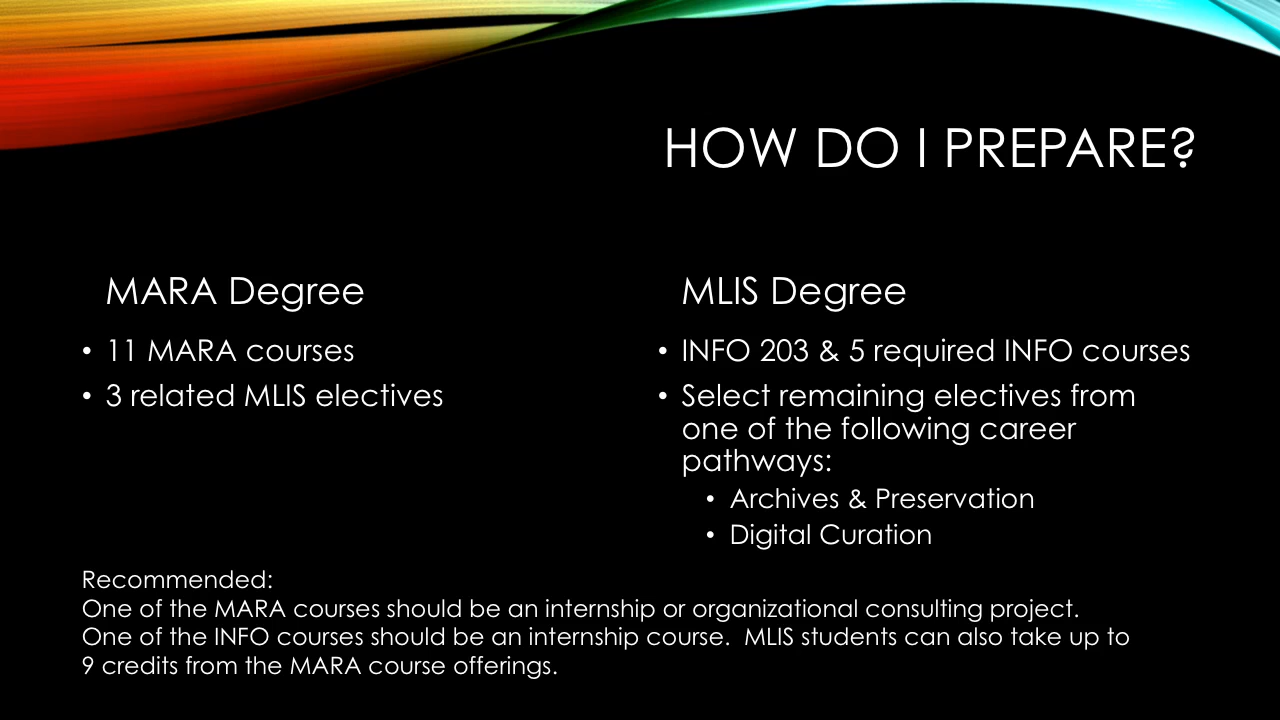 HOW DO I PREPARE?
MARA Degree
• 11 MARA courses
• 3 related MLIS electives
MLIS Degree
• INFO 203 & 5 required INFO courses
• Select remaining electives from
one of the following career
pathways:
• Archives & Preservation
• Digital Curation
Recommended:
One of the MARA courses should be an internship or organizational consulting project.
One of the INFO courses should be an internship course.  MLIS students can also take up to
9 credits from the MARA course offerings.